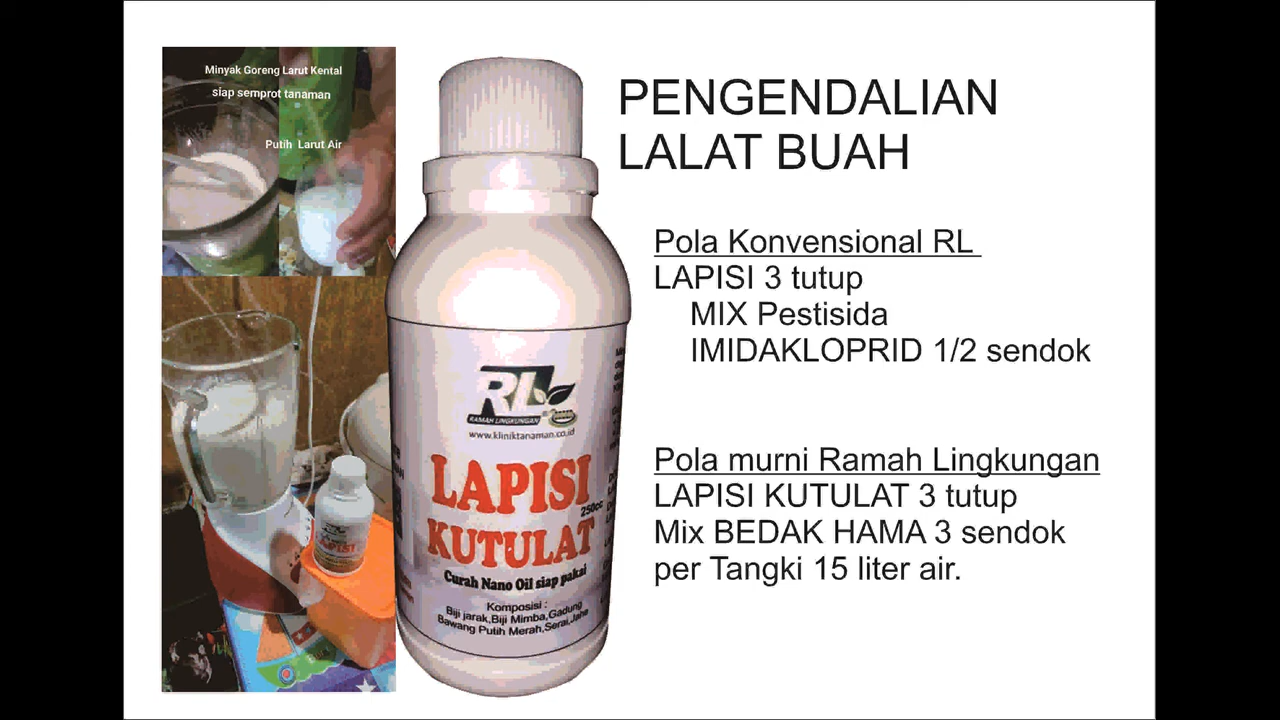 Minyak Goreng Larut Kental
siap semprot tanaman
Putih Larut Air
PENGENDALIAN
LALAT BUAH
Pola Konvensional RL
LAPISI 3 tutup
MIX Pestisida
IMIDAKLOPRID 1/2 sendok
Pola murni Ramah Lingkungan
LAPISI KUTULAT 3 tutup
Mix BEDAK HAMA 3 sendok
per Tangki 15 liter air.
RL
RAMAH LINGKUNGAN
www.kliniktanaman.co.id
LAPISI
250cc
KUTULAT
Curah Nano Oil siap pakai
Komposisi :
Biji jarak,Biji Mimba,Gadung
Bawang Putih Merah,Serai,Jahe
LAPISI